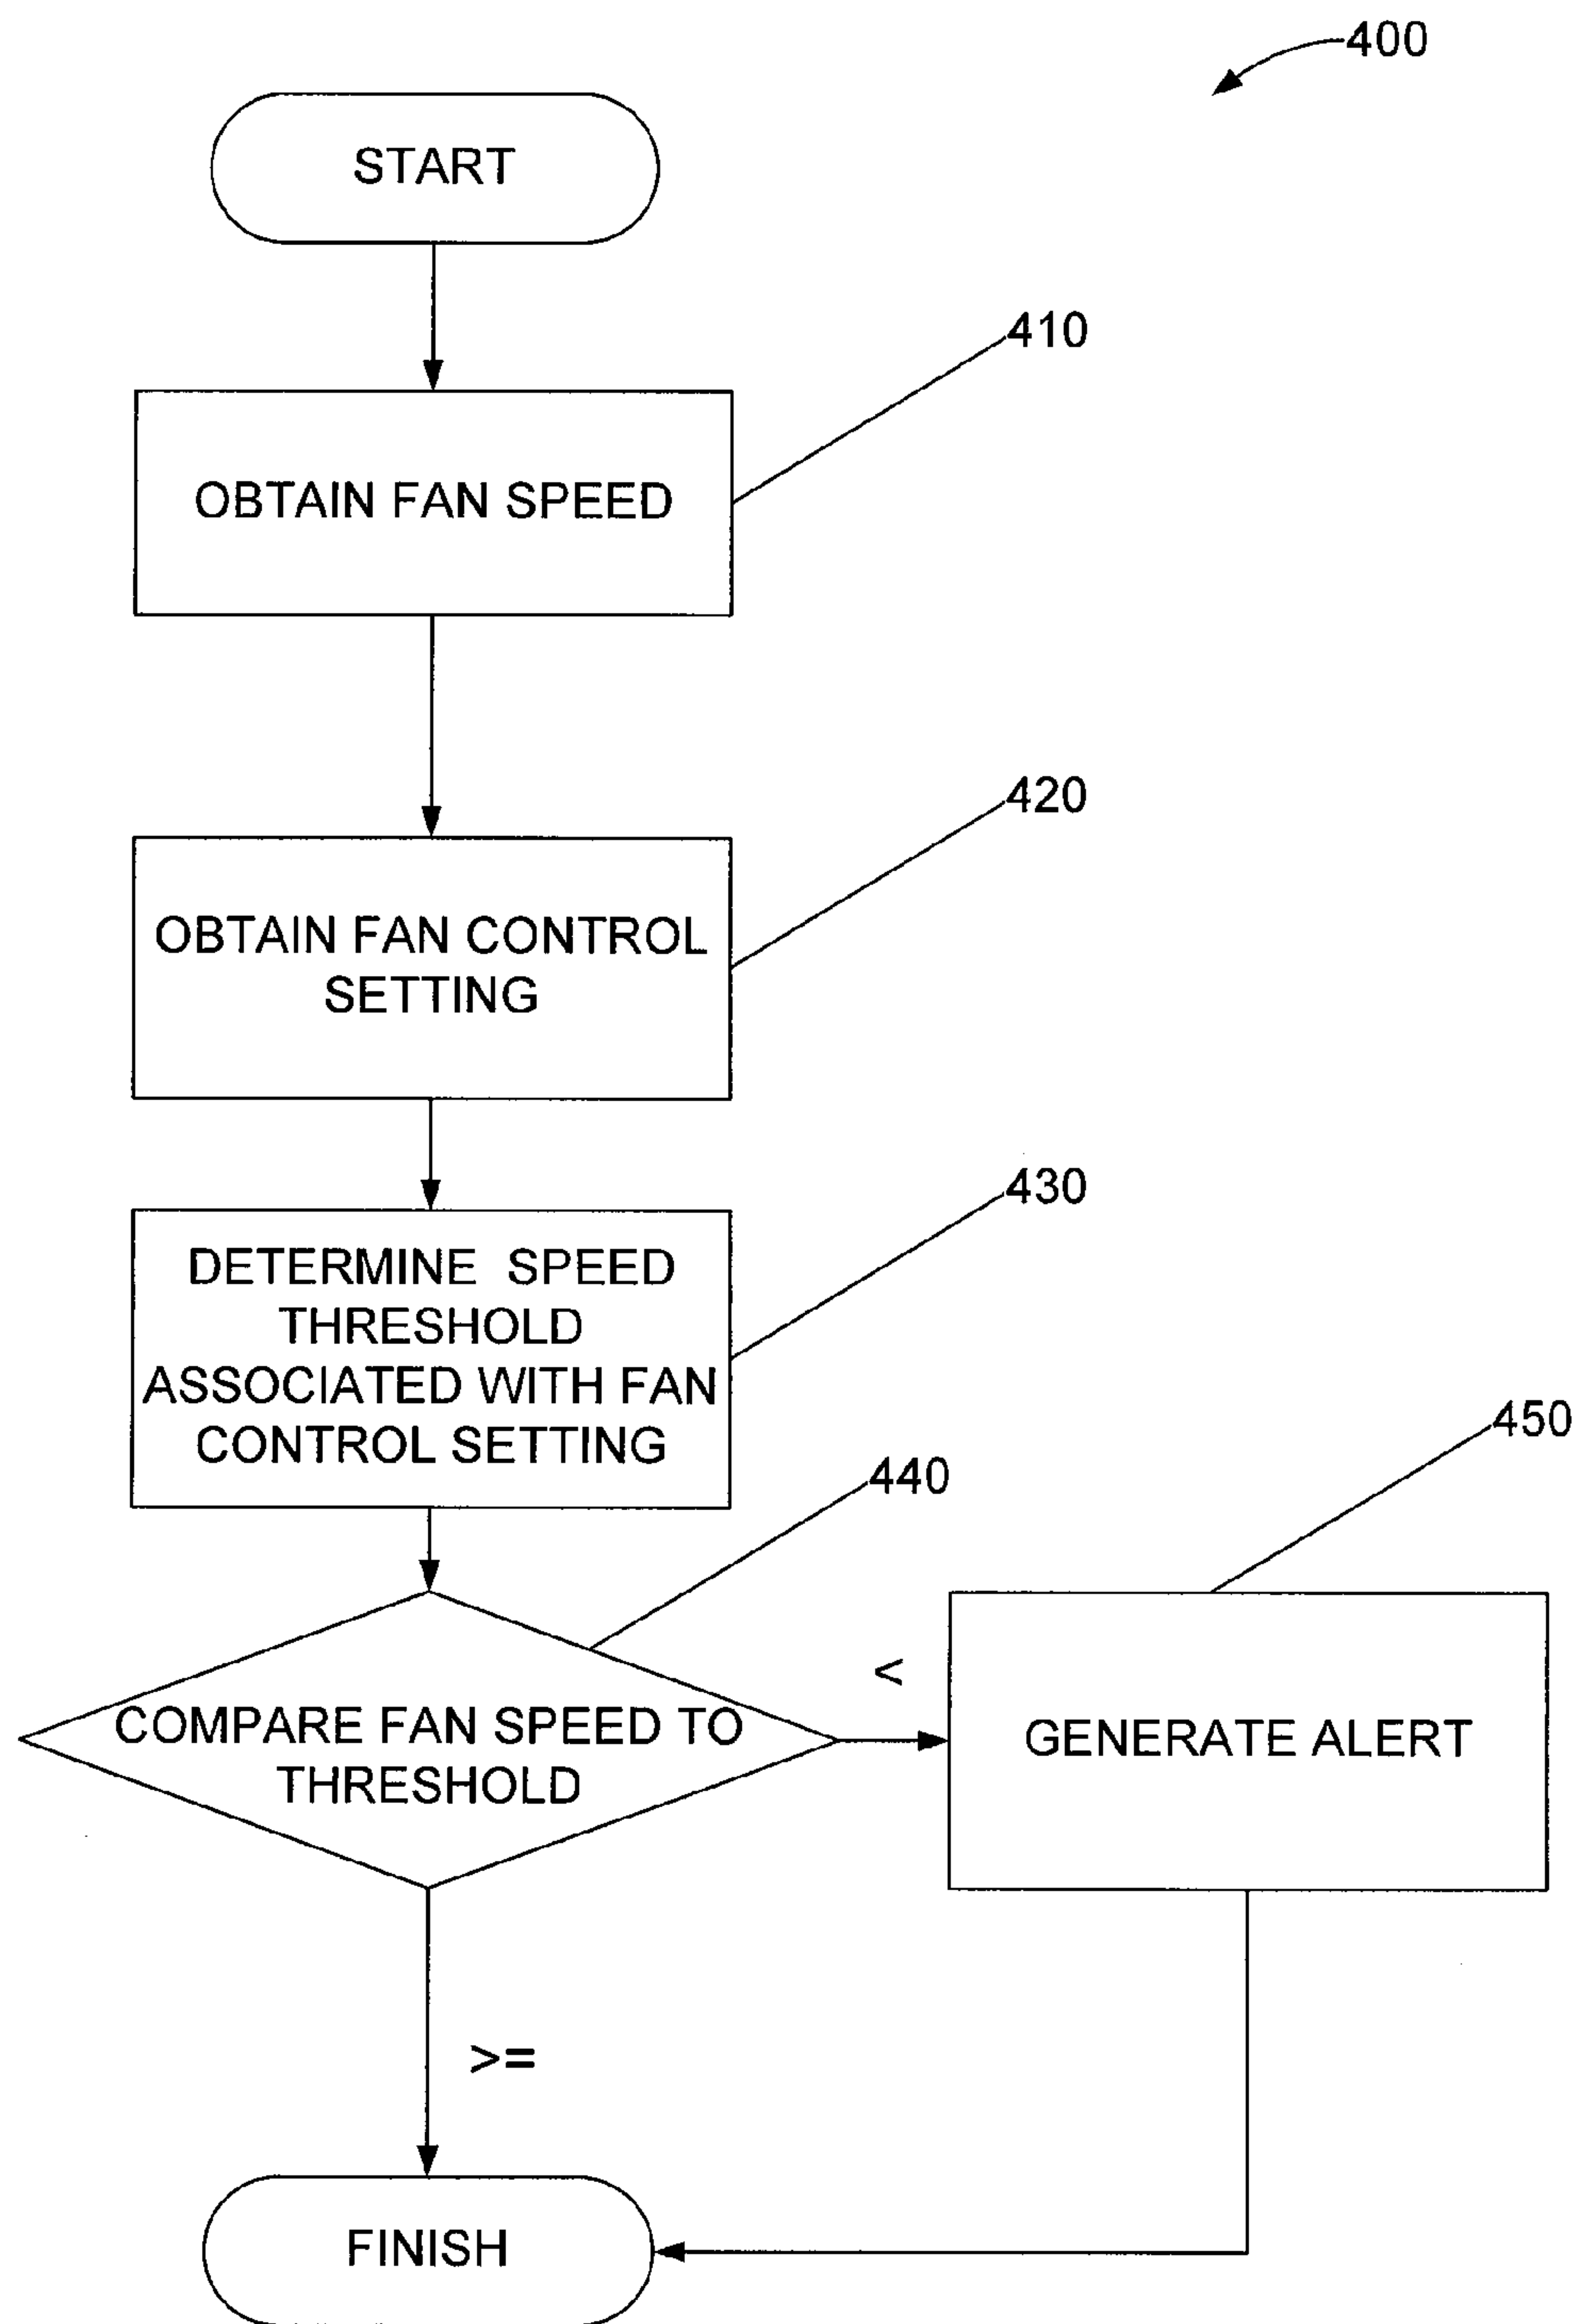 400
START
410
OBTAIN FAN SPEED
420
OBTAIN FAN CONTROL
SETTING
430
DETERMINE SPEED
THRESHOLD
ASSOCIATED WITH FAN
CONTROL SETTING
440
450
<
COMPARE FAN SPEED TO
THRESHOLD
GENERATE ALERT
>=
FINISH